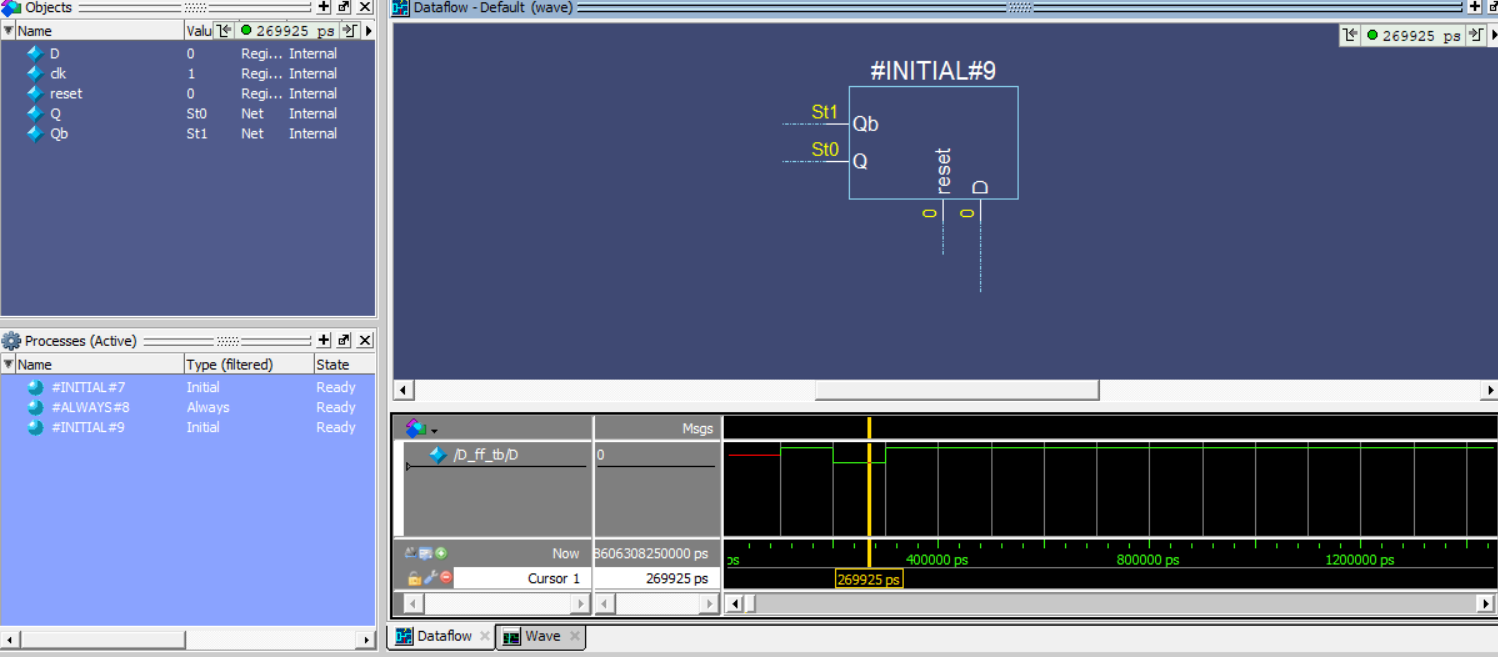 Objects
Name Valu 269925 ps
D 0 Regi... Internal
clk 1 Regi... Internal
reset 0 Regi... Internal
Q St0 Net Internal
Qb St1 Net Internal
Processes (Active)
Name Type (filtered) State
#INITIAL#7 Initial Ready
#ALWAYS#8 Always Ready
#INITIAL#9 Initial Ready
Dataflow - Default (wave)
269925 ps
#INITIAL#9
St1 Qb
St0 Q
reset D
0 0
Msgs
/D_ff_tb/D 0
Now 8606308250000 ps
ps 400000 ps 800000 ps 1200000 ps
Cursor 1 269925 ps
269925 ps
Dataflow Wave